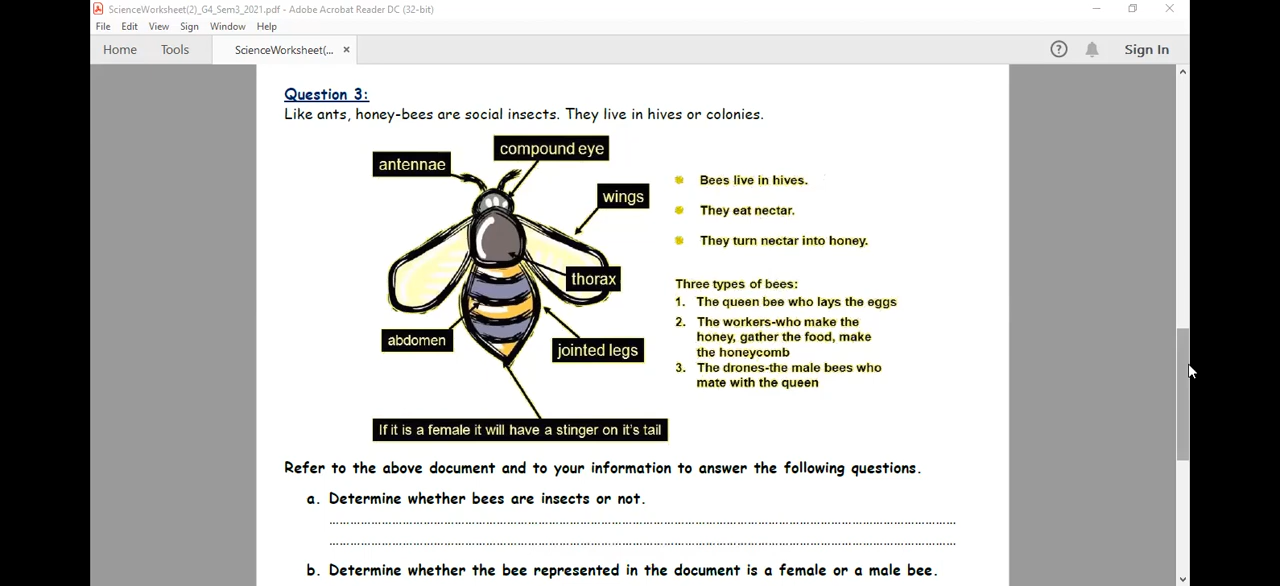 ScienceWorksheet(2)_G4_Sem3_2021.pdf - Adobe Acrobat Reader DC (32-bit)
File Edit View Sign Window Help
Home Tools ScienceWorksheet(... × Sign In
Question 3:
Like ants, honey-bees are social insects. They live in hives or colonies.
compound eye
antennae
wings
thorax
abdomen
jointed legs
If it is a female it will have a stinger on it's tail
Bees live in hives.
They eat nectar.
They turn nectar into honey.
Three types of bees:
1. The queen bee who lays the eggs
2. The workers-who make the
honey, gather the food, make
the honeycomb
3. The drones-the male bees who
mate with the queen
Refer to the above document and to your information to answer the following questions.
a. Determine whether bees are insects or not.
b. Determine whether the bee represented in the document is a female or a male bee.